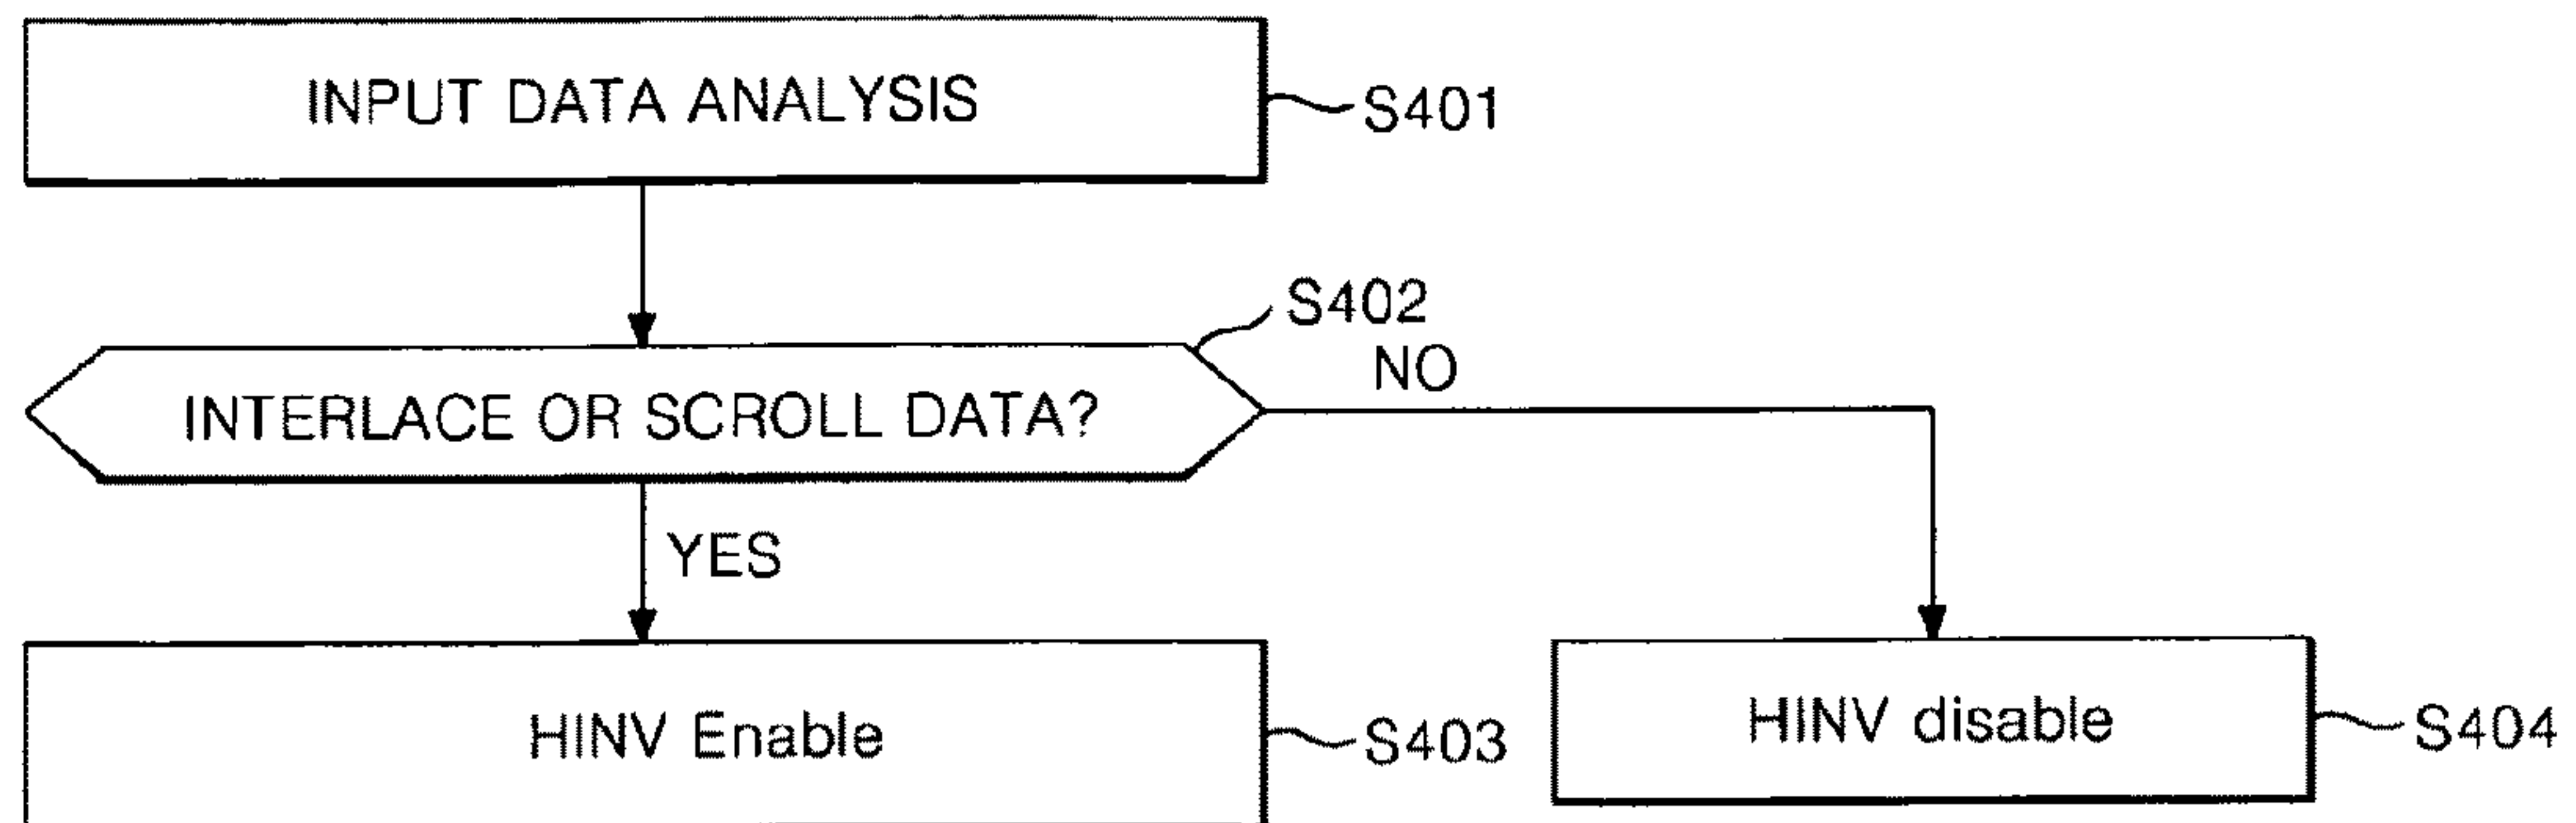 INPUT DATA ANALYSIS
S401
S402
INTERLACE OR SCROLL DATA?
NO
YES
HINV Enable
S403
HINV disable
S404